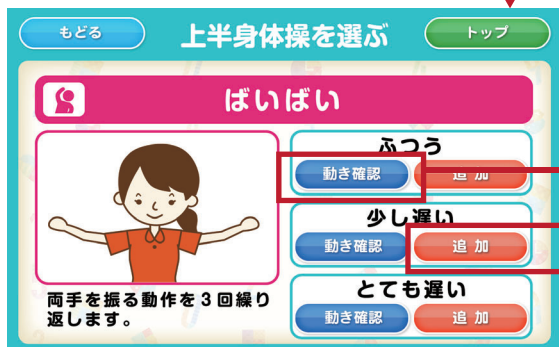 もどる
上半身体操を選ぶ
トップ
ばいばい
ふつう
動き確認
追加
少し遅い
動き確認
追加
とても遅い
動き確認
追加
両手を振る動作を3回繰り
返します。